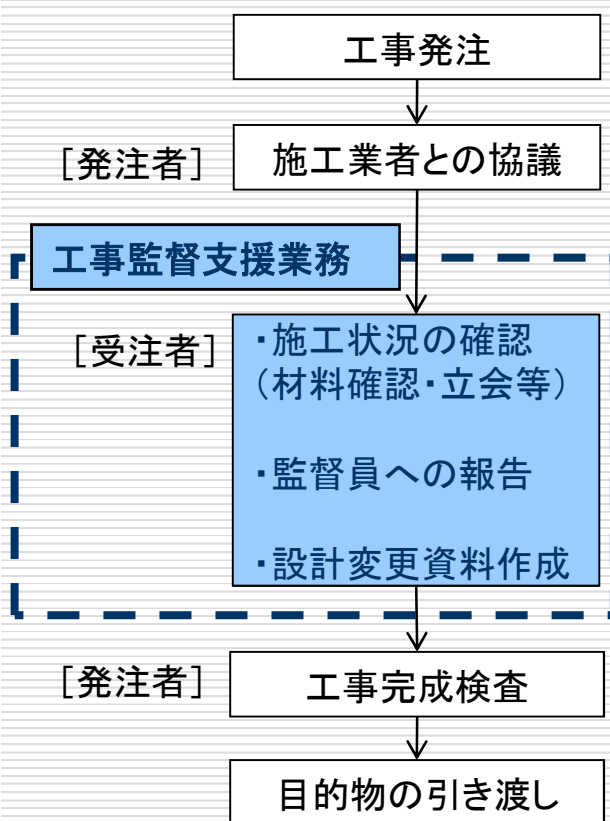 工事発注
[発注者]
施工業者との協議
工事監督支援業務
[受注者]
・施工状況の確認
(材料確認・立会等)
・監督員への報告
・設計変更資料作成
[発注者]
工事完成検査
目的物の引き渡し